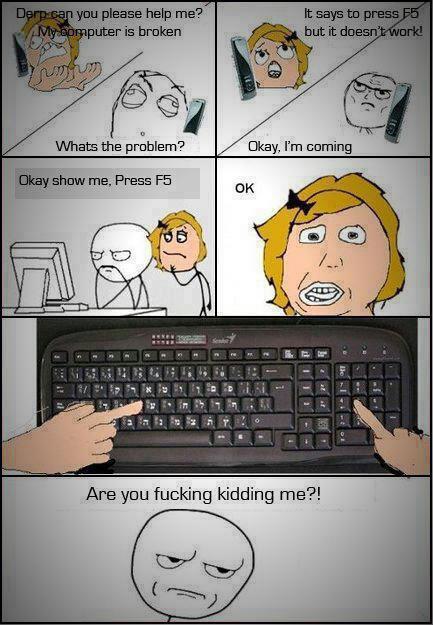 Derp can you please help me?
My computer is broken
Whats the problem?
It says to press F5
but it doesn't work!
Okay, I'm coming
Okay show me, Press F5
OK
Genius
Are you fucking kidding me?!